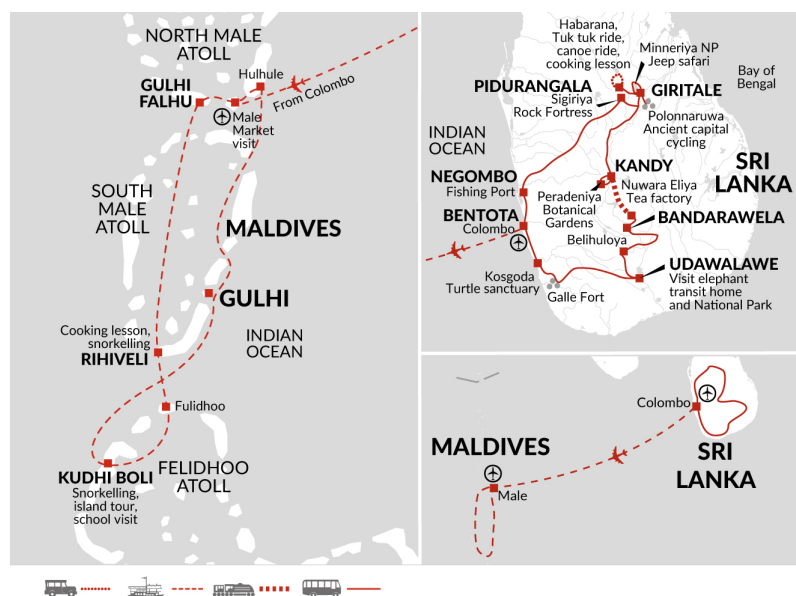 NORTH MALE
ATOLL
Hulhule
GULHI
FALHU
From Colombo
Male
Market
visit
SOUTH
MALE
ATOLL
MALDIVES
GULHI
INDIAN
OCEAN
Cooking lesson,
snorkelling
RIHIVELI
Fulidhoo
KUDHI BOLI
Snorkelling,
island tour,
school visit
FELIDHOO
ATOLL
Habarana,
Tuk tuk ride,
canoe ride,
cooking lesson
Minneriya NP
Jeep safari
Bay of
Bengal
PIDURANGALA
Sigiriya
Rock Fortress
GIRITALE
Polonnaruwa
Ancient capital
cycling
INDIAN
OCEAN
SRI
LANKA
KANDY
NEGOMBO
Fishing Port
Peradeniya
Botanical
Gardens
Nuwara Eliya
Tea factory
BENTOTA
Colombo
BANDARAWELA
Belihuloya
UDAWALAWE
Visit elephant
transit home
and National Park
Kosgoda
Turtle sanctuary
Galle Fort
Colombo
MALDIVES
SRI
LANKA
Male